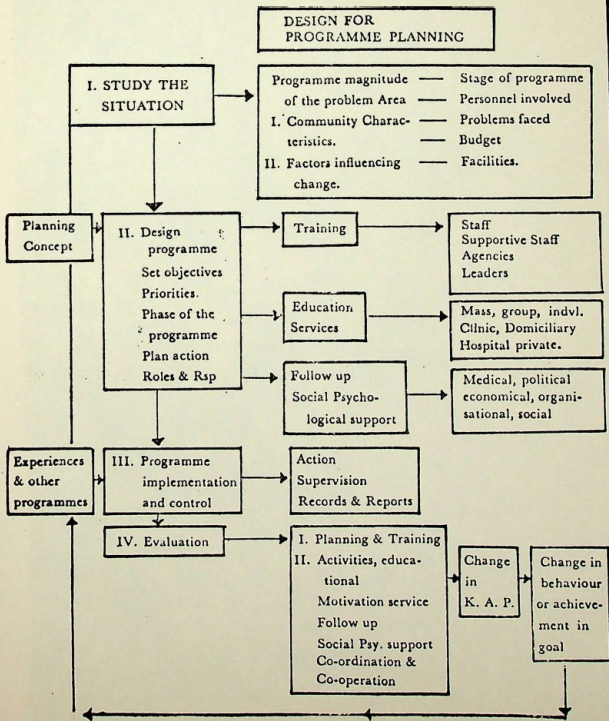 DESIGN FOR
PROGRAMME PLANNING
I. STUDY THE
SITUATION
Programme magnitude — Stage of programme
of the problem Area — Personnel involved
I. Community Charac- — Problems faced
teristics. — Budget
II. Factors influencing — Facilities.
change.
Planning
Concept
II. Design
programme
Set objectives
Priorities.
Phase of the
programme
Plan action
Roles & Rsp
Training
Staff
Supportive Staff
Agencies
Leaders
Education
Services
Mass, group, indvl.
Clinic, Domiciliary
Hospital private.
Follow up
Social Psycho-
logical support
Medical, political
economical, organi-
sational, social
Experiences
& other
programmes
III. Programme
implementation
and control
Action
Supervision
Records & Reports
IV. Evaluation
I. Planning & Training
II. Activities, educa-
tional
Motivation service
Follow up
Social Psy. support
Co-ordination &
Co-operation
Change
in
K. A. P.
Change in
behaviour
or achieve-
ment in
goal